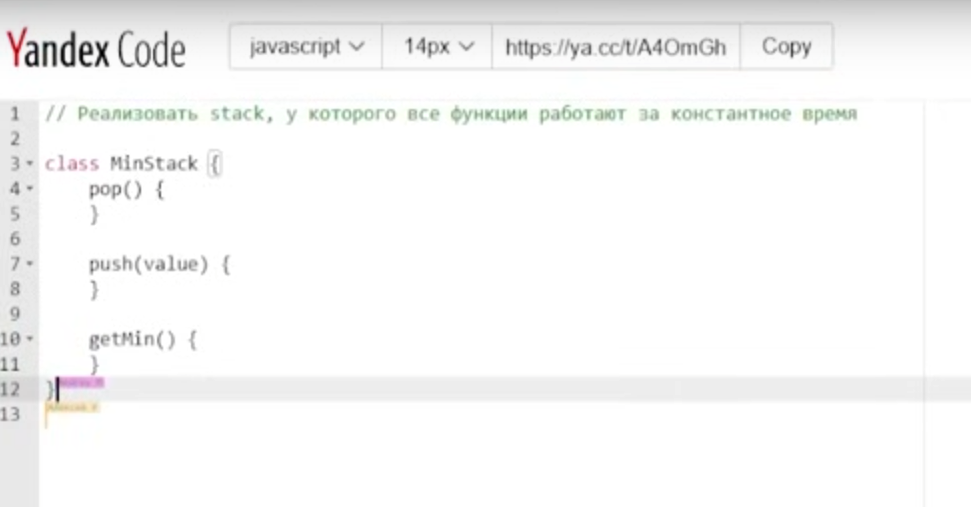 Yandex Code javascript 14px https://ya.cc/t/A4OmGh Copy
1 // Реализовать stack, у которого все функции работают за константное время
2
3 class MinStack {
4 pop() {
5 }
6
7 push(value) {
8 }
9
10 getMin() {
11 }
12 }
13